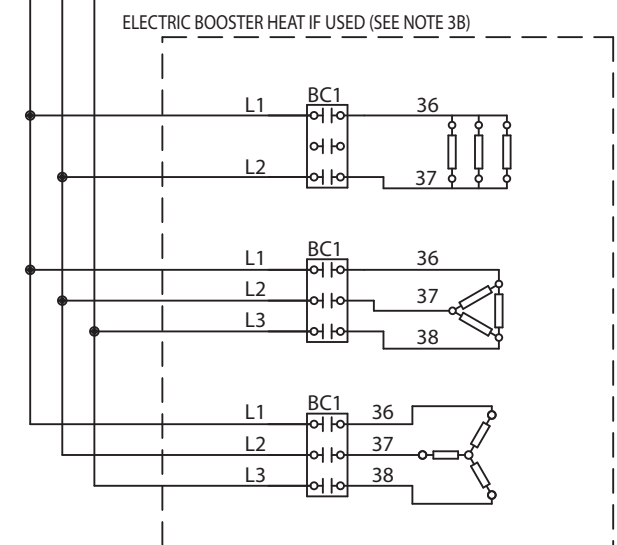 ELECTRIC BOOSTER HEAT IF USED (SEE NOTE 3B)
L1 BC1 36
L2 37
L1 BC1 36
L2 37
L3 38
L1 BC1 36
L2 37
L3 38